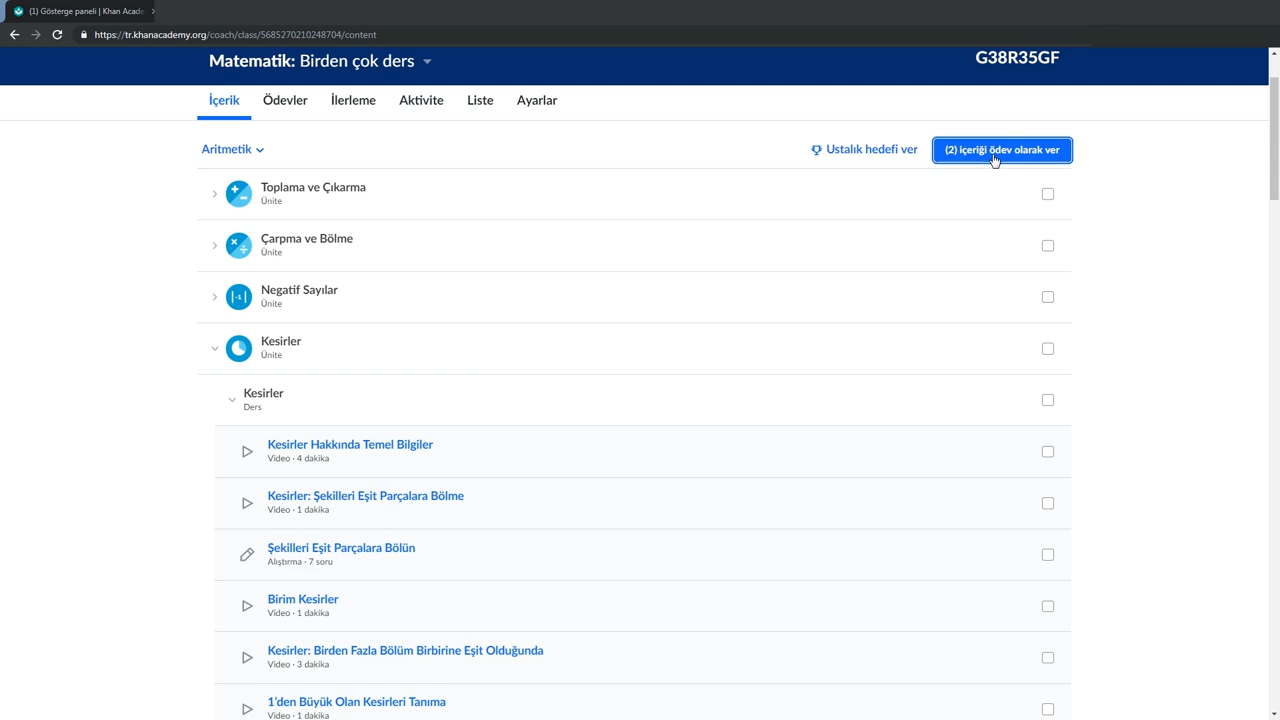 (1) Gösterge paneli | Khan Acade
https://tr.khanacademy.org/coach/class/5685270210248704/content
Matematik: Birden çok ders
G38R35GF
İçerik Ödevler İlerleme Aktivite Liste Ayarlar
Aritmetik
Ustalık hedefi ver
(2) içeriği ödev olarak ver
Toplama ve Çıkarma
Ünite
Çarpma ve Bölme
Ünite
Negatif Sayılar
Ünite
Kesirler
Ünite
Kesirler
Ders
Kesirler Hakkında Temel Bilgiler
Video · 4 dakika
Kesirler: Şekilleri Eşit Parçalara Bölme
Video · 1 dakika
Şekilleri Eşit Parçalara Bölün
Alıştırma · 7 soru
Birim Kesirler
Video · 1 dakika
Kesirler: Birden Fazla Bölüm Birbirine Eşit Olduğunda
Video · 3 dakika
1'den Büyük Olan Kesirleri Tanıma
Video · 1 dakika